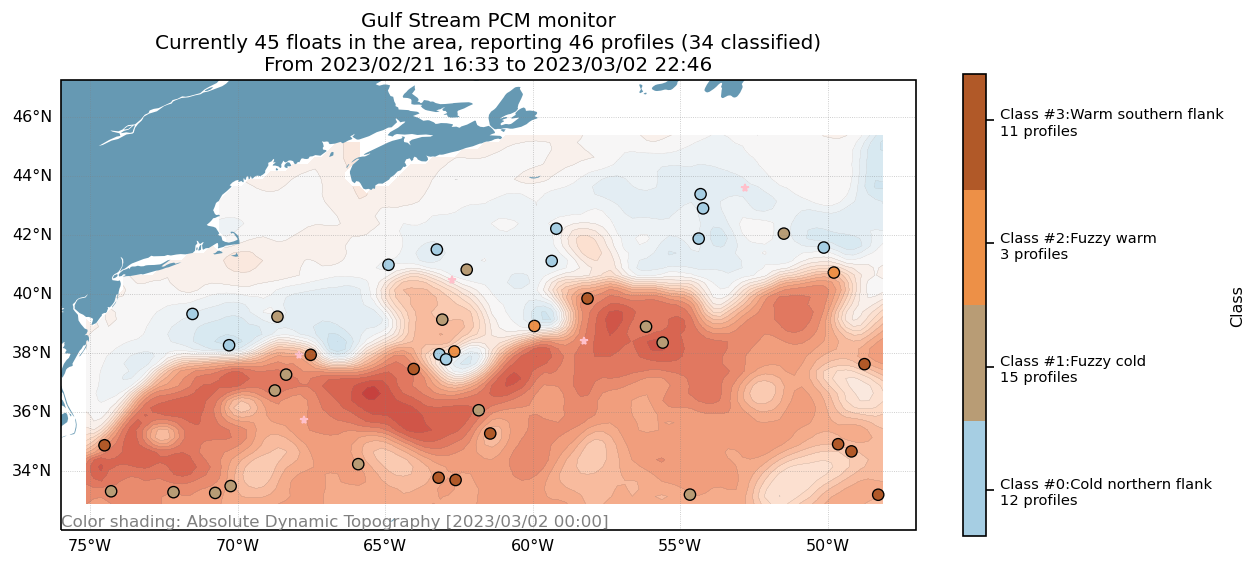 Gulf Stream PCM monitor
Currently 45 floats in the area, reporting 46 profiles (34 classified)
From 2023/02/21 16:33 to 2023/03/02 22:46
46°N
44°N
42°N
40°N
38°N
36°N
34°N
Color shading: Absolute Dynamic Topography [2023/03/02 00:00]
75°W
70°W
65°W
60°W
55°W
50°W
Class #3:Warm southern flank
11 profiles
Class #2:Fuzzy warm
3 profiles
Class #1:Fuzzy cold
15 profiles
Class #0:Cold northern flank
12 profiles
Class